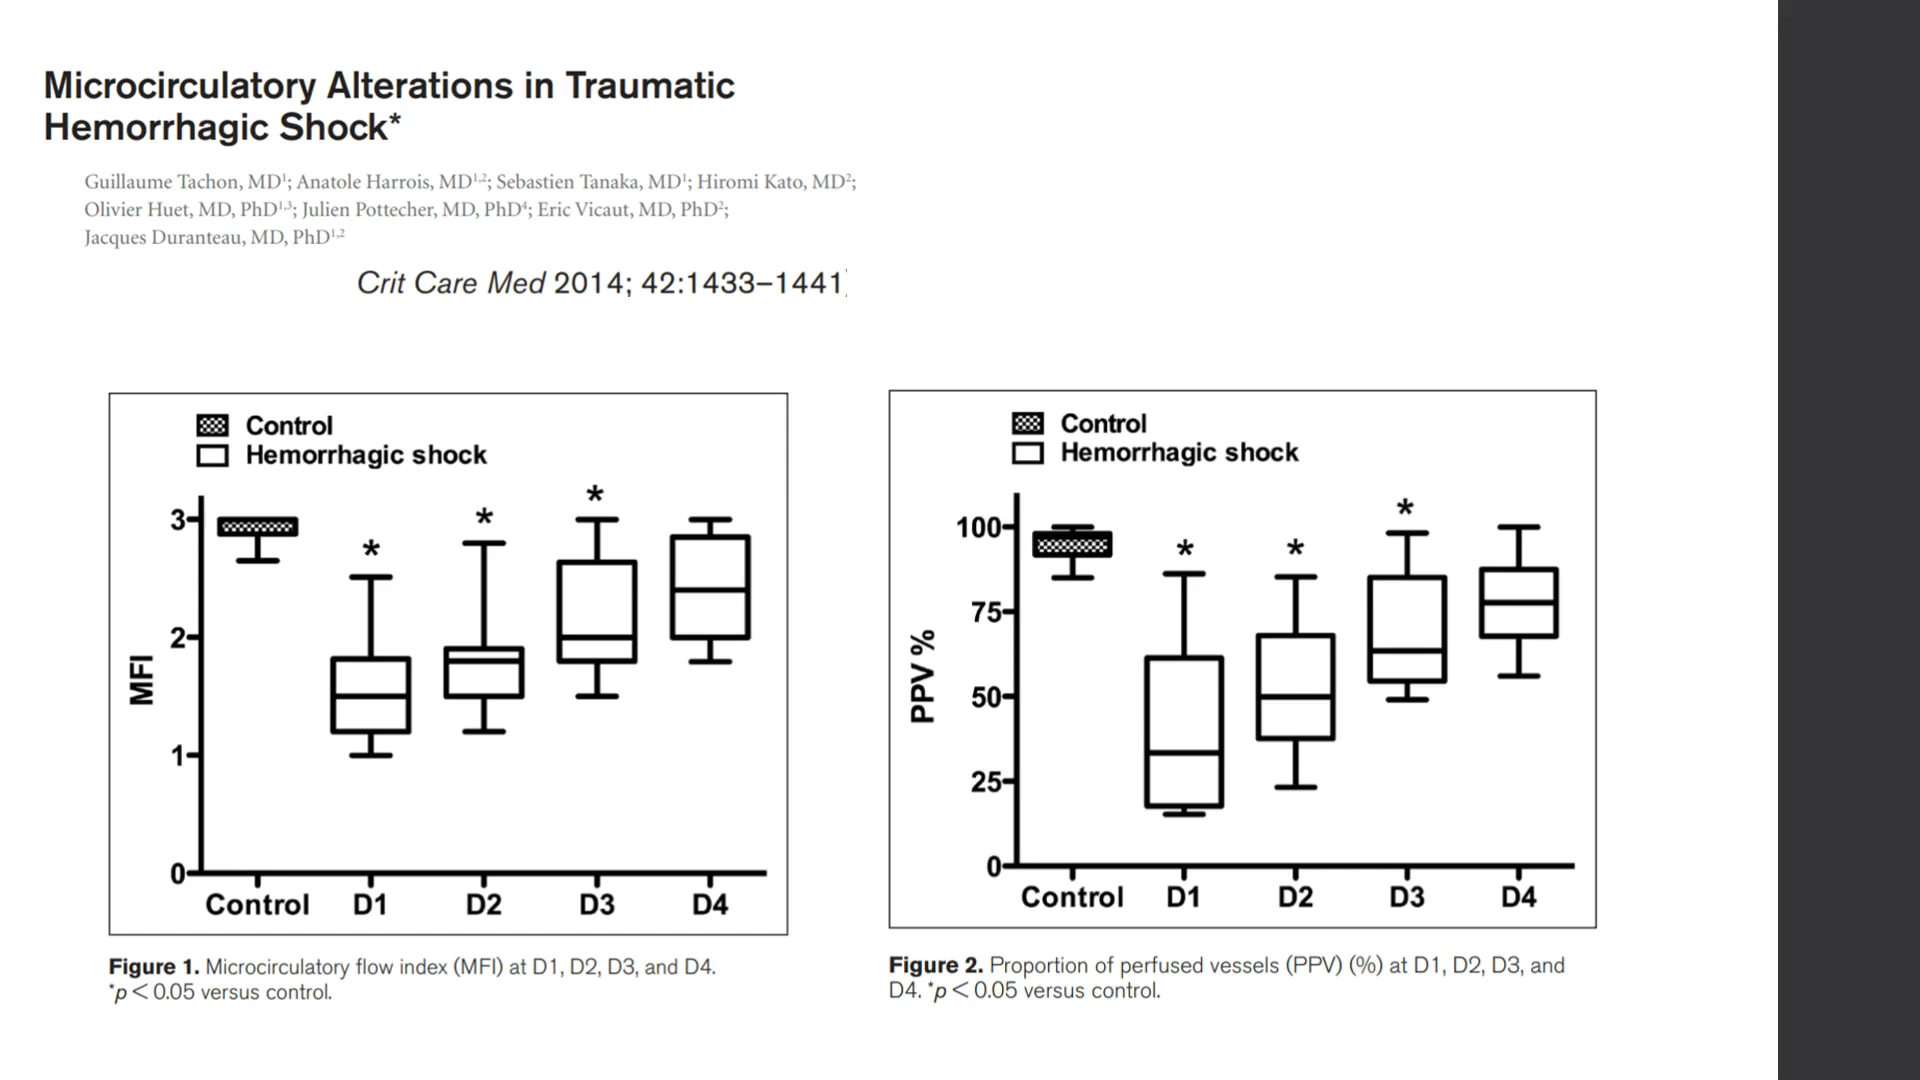 Microcirculatory Alterations in Traumatic
Hemorrhagic Shock*
Guillaume Tachon, MD¹; Anatole Harrois, MD¹,²; Sebastien Tanaka, MD¹; Hiromi Kato, MD²;
Olivier Huet, MD, PhD¹,³; Julien Pottecher, MD, PhD⁴; Eric Vicaut, MD, PhD²;
Jacques Duranteau, MD, PhD¹,²
Crit Care Med 2014; 42:1433–1441
Control
Hemorrhagic shock
*
*
*
3
2
1
0
MFI
Control D1 D2 D3 D4
Figure 1. Microcirculatory flow index (MFI) at D1, D2, D3, and D4.
*p < 0.05 versus control.
Control
Hemorrhagic shock
*
*
*
100
75
50
25
0
PPV %
Control D1 D2 D3 D4
Figure 2. Proportion of perfused vessels (PPV) (%) at D1, D2, D3, and
D4. *p < 0.05 versus control.